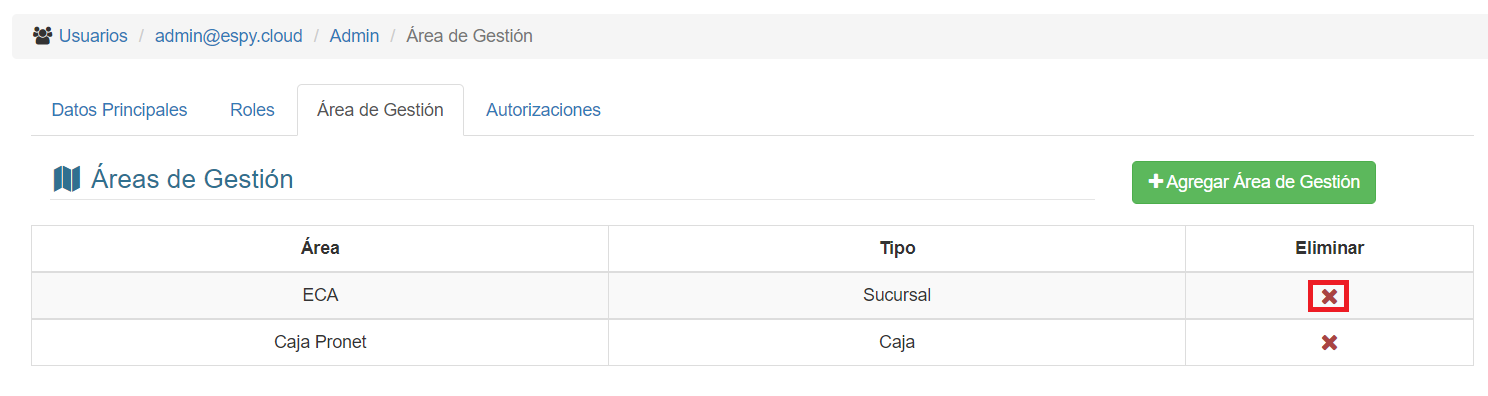 Usuarios / admin@espy.cloud / Admin / Área de Gestión
Datos Principales Roles Área de Gestión Autorizaciones
Áreas de Gestión
Agregar Área de Gestión
Área Tipo Eliminar
ECA Sucursal
Caja Pronet Caja